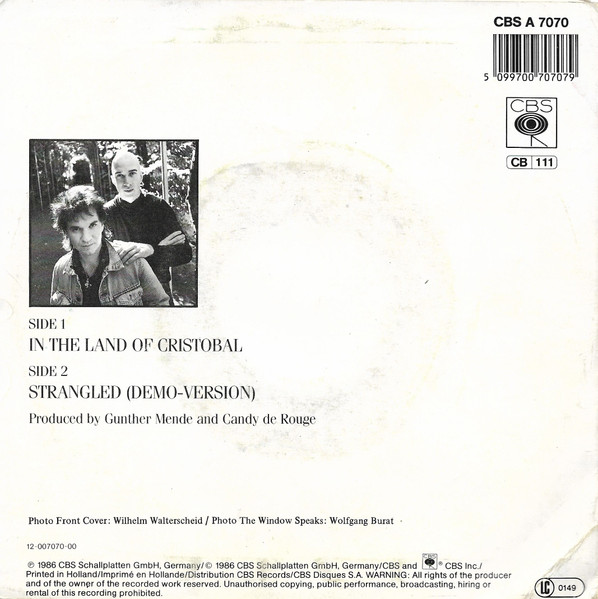 CBS A 7070
5 099700 707079
CBS
CB 111
SIDE 1
IN THE LAND OF CRISTOBAL
SIDE 2
STRANGLED (DEMO-VERSION)
Produced by Gunther Mende and Candy de Rouge
Photo Front Cover: Wilhelm Walterscheid / Photo The Window Speaks: Wolfgang Burat
12-007070-00
℗ 1986 CBS Schallplatten GmbH, Germany/© 1986 CBS Schallplatten GmbH, Germany/CBS and ® CBS Inc./
Printed in Holland/Imprimé en Hollande/Distribution CBS Records/CBS Disques S.A. WARNING: All rights of the producer
and of the owner of the recorded work reserved. Unauthorised copying, public performance, broadcasting, hiring or
rental of this recording prohibited.
LC 0149